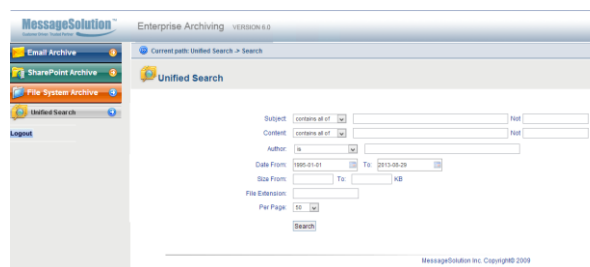 MessageSolution™
Enterprise Archiving VERSION 6.0
Email Archive
SharePoint Archive
File System Archive
Unified Search
Logout
Current path: Unified Search -> Search
Unified Search
Subject: contains all of Not
Content: contains all of Not
Author: is
Date From: 1995-01-01 To: 2013-08-29
Size From: To: KB
File Extension:
Per Page: 50
Search
MessageSolution Inc. Copyright© 2009